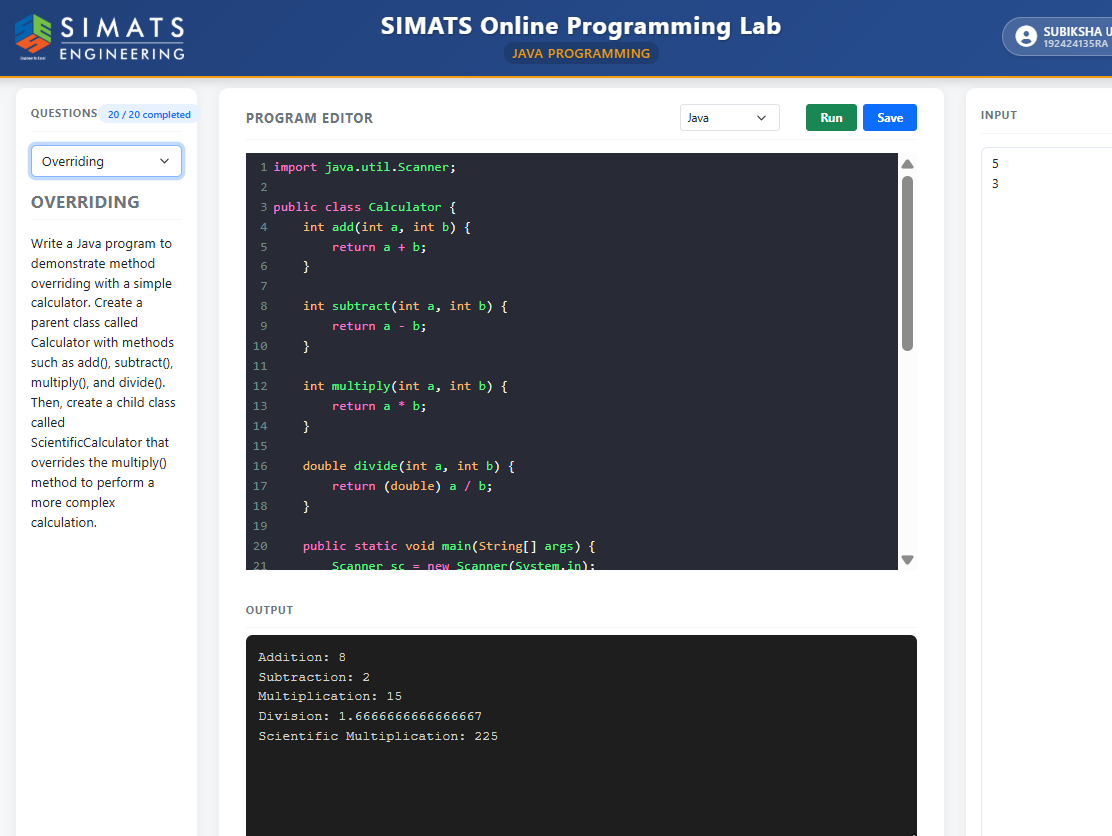 SIMATS
ENGINEERING
SIMATS Online Programming Lab
JAVA PROGRAMMING
SUBIKSHA U
192424135RA
QUESTIONS
20 / 20 completed
Overriding
OVERRIDING
Write a Java program to
demonstrate method
overriding with a simple
calculator. Create a
parent class called
Calculator with methods
such as add(), subtract(),
multiply(), and divide().
Then, create a child class
called
ScientificCalculator that
overrides the multiply()
method to perform a
more complex
calculation.
PROGRAM EDITOR
Java
Run
Save
1 import java.util.Scanner;
2
3 public class Calculator {
4     int add(int a, int b) {
5         return a + b;
6     }
7
8     int subtract(int a, int b) {
9         return a - b;
10     }
11
12     int multiply(int a, int b) {
13         return a * b;
14     }
15
16     double divide(int a, int b) {
17         return (double) a / b;
18     }
19
20     public static void main(String[] args) {
21         Scanner sc = new Scanner(System.in);
OUTPUT
Addition: 8
Subtraction: 2
Multiplication: 15
Division: 1.6666666666666667
Scientific Multiplication: 225
INPUT
5
3